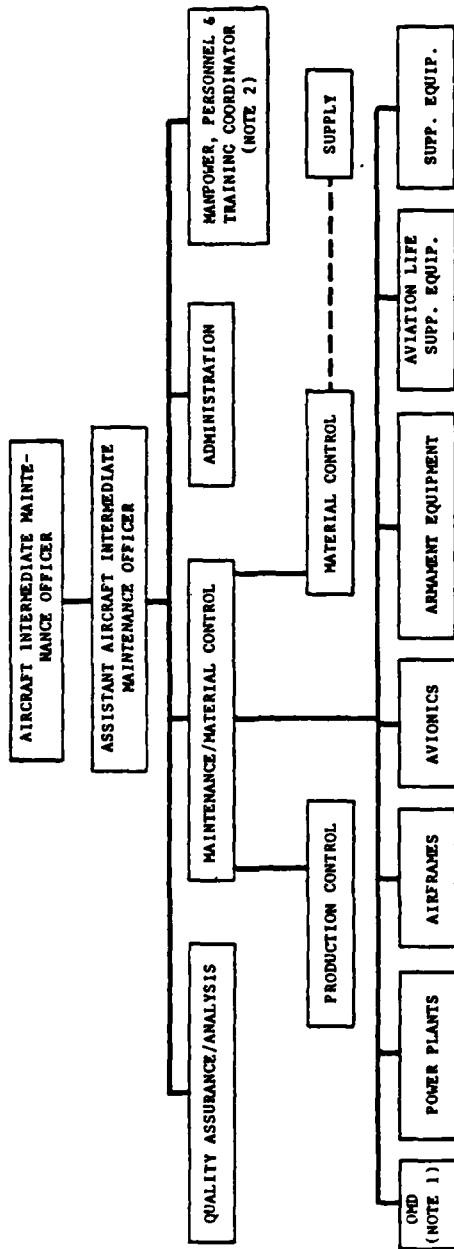 AIRCRAFT INTERMEDIATE MAINTE-
NANCE OFFICER
ASSISTANT AIRCRAFT INTERMEDIATE
MAINTENANCE OFFICER
QUALITY ASSURANCE/ANALYSIS
MAINTENANCE/MATERIAL CONTROL
ADMINISTRATION
MANPOWER, PERSONNEL &
TRAINING COORDINATOR
(NOTE 2)
PRODUCTION CONTROL
MATERIAL CONTROL
SUPPLY
OMD
(NOTE 1)
POWER PLANTS
AIRFRAMES
AVIONICS
ARMAMENT EQUIPMENT
AVIATION LIFE
SUPP. EQUIP.
SUPP. EQUIP.